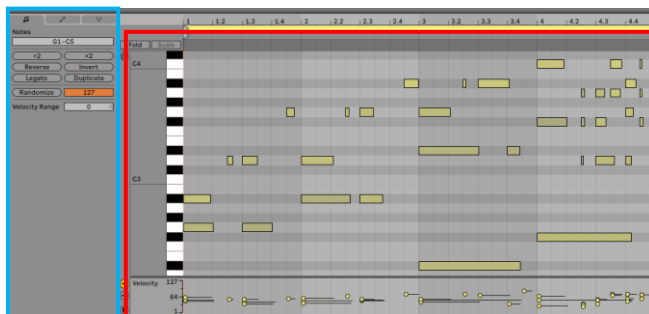 Notes
G1-C5
÷2 ×2
Reverse Invert
Legato Duplicate
Randomize 127
Velocity Range 0
1 1.2 1.3 1.4 2 2.2 2.3 2.4 3 3.2 3.3 3.4 4 4.2 4.3 4.4
Fold Scale
C4
C3
Velocity 127
64
1